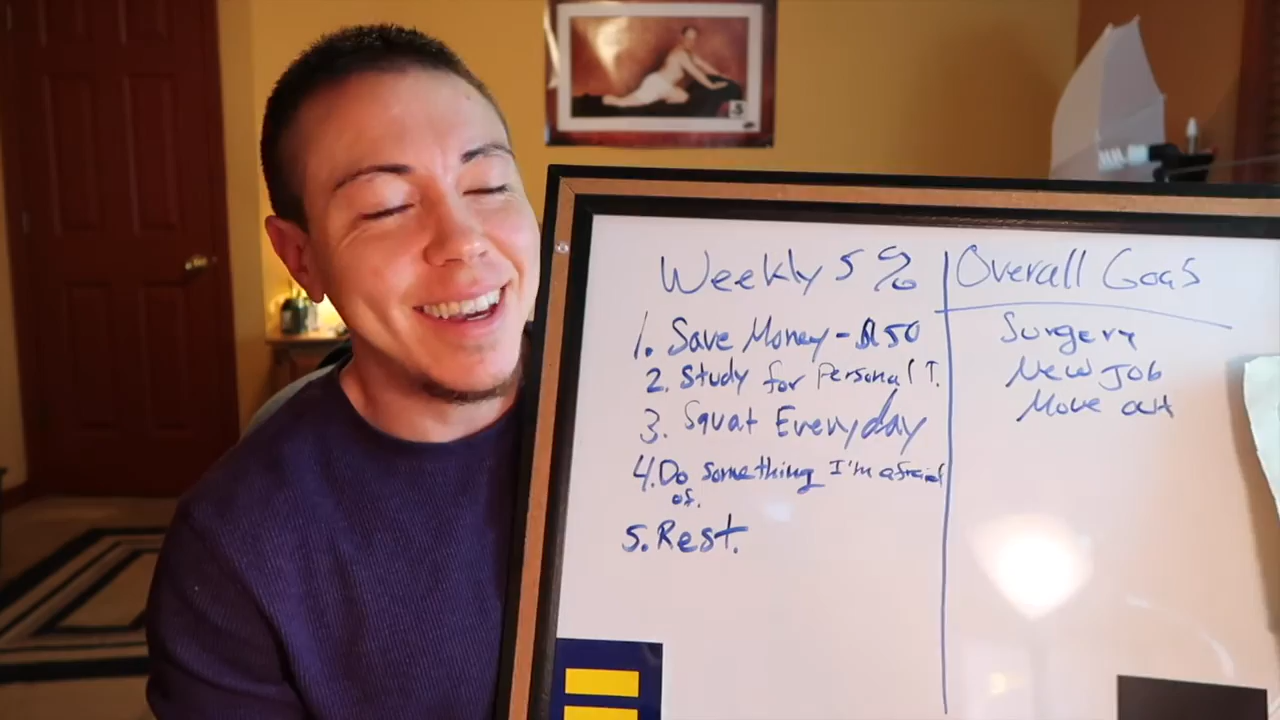 Weekly 5%
1. Save Money - $150
2. Study for Personal T.
3. Squat Everyday
4. Do something I'm afraid
of.
5. Rest.
Overall Goals
Surgery
New Job
Move out